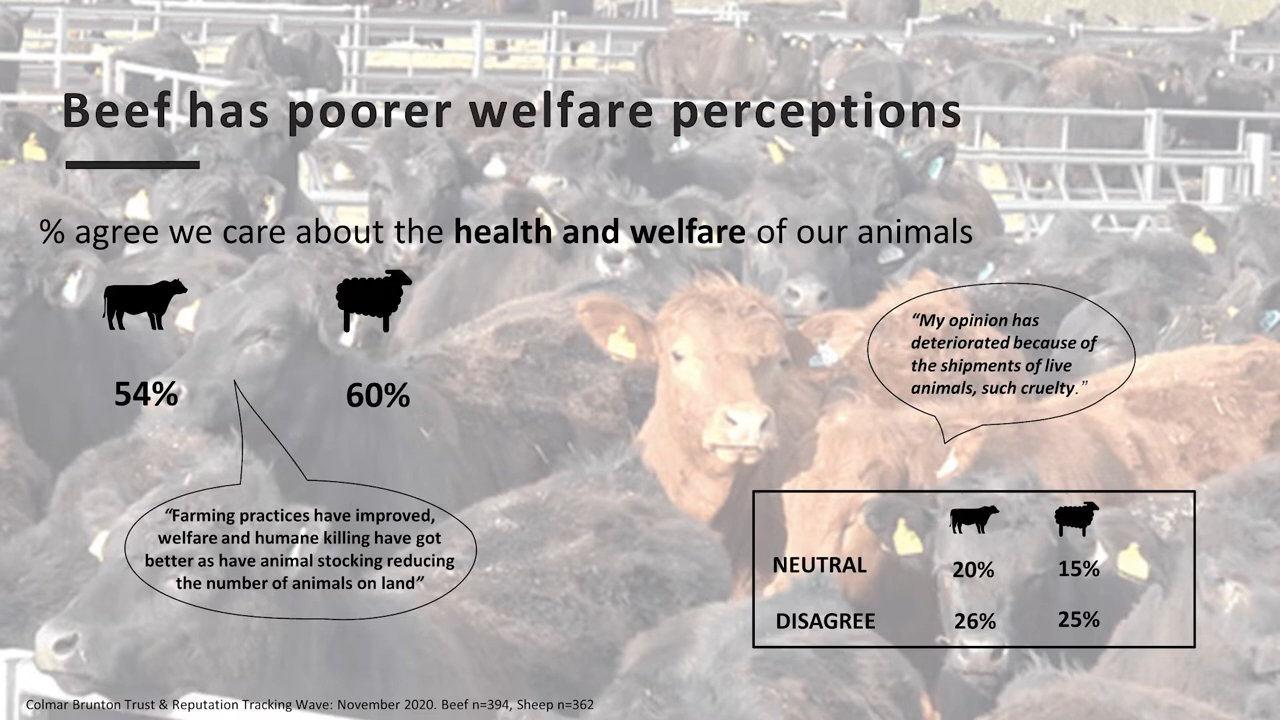 Beef has poorer welfare perceptions
% agree we care about the health and welfare of our animals
54%
60%
“My opinion has
deteriorated because of
the shipments of live
animals, such cruelty.”
“Farming practices have improved,
welfare and humane killing have got
better as have animal stocking reducing
the number of animals on land”
NEUTRAL 20% 15%
DISAGREE 26% 25%
Colmar Brunton Trust & Reputation Tracking Wave: November 2020. Beef n=394, Sheep n=362